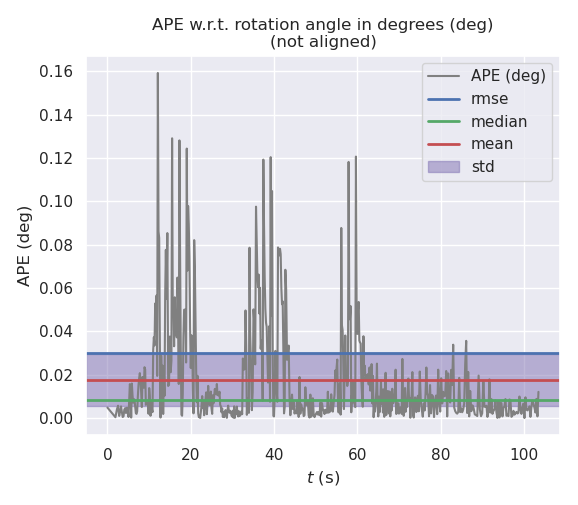 APE w.r.t. rotation angle in degrees (deg)
(not aligned)
APE (deg)
rmse
median
mean
std
APE (deg)
0.16
0.14
0.12
0.10
0.08
0.06
0.04
0.02
0.00
0 20 40 60 80 100
t (s)